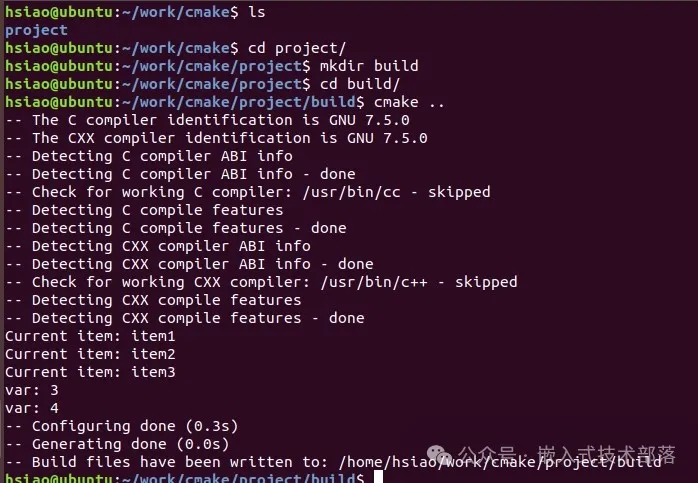 hsiao@ubuntu:~/work/cmake$ ls
project
hsiao@ubuntu:~/work/cmake$ cd project/
hsiao@ubuntu:~/work/cmake/project$ mkdir build
hsiao@ubuntu:~/work/cmake/project$ cd build/
hsiao@ubuntu:~/work/cmake/project/build$ cmake ..
-- The C compiler identification is GNU 7.5.0
-- The CXX compiler identification is GNU 7.5.0
-- Detecting C compiler ABI info
-- Detecting C compiler ABI info - done
-- Check for working C compiler: /usr/bin/cc - skipped
-- Detecting C compile features
-- Detecting C compile features - done
-- Detecting CXX compiler ABI info
-- Detecting CXX compiler ABI info - done
-- Check for working CXX compiler: /usr/bin/c++ - skipped
-- Detecting CXX compile features
-- Detecting CXX compile features - done
Current item: item1
Current item: item2
Current item: item3
var: 3
var: 4
-- Configuring done (0.3s)
-- Generating done (0.0s)
-- Build files have been written to: /home/hsiao/work/cmake/project/build
hsiao@ubuntu:~/work/cmake/project/build$
公众号 · 嵌入式技术部落